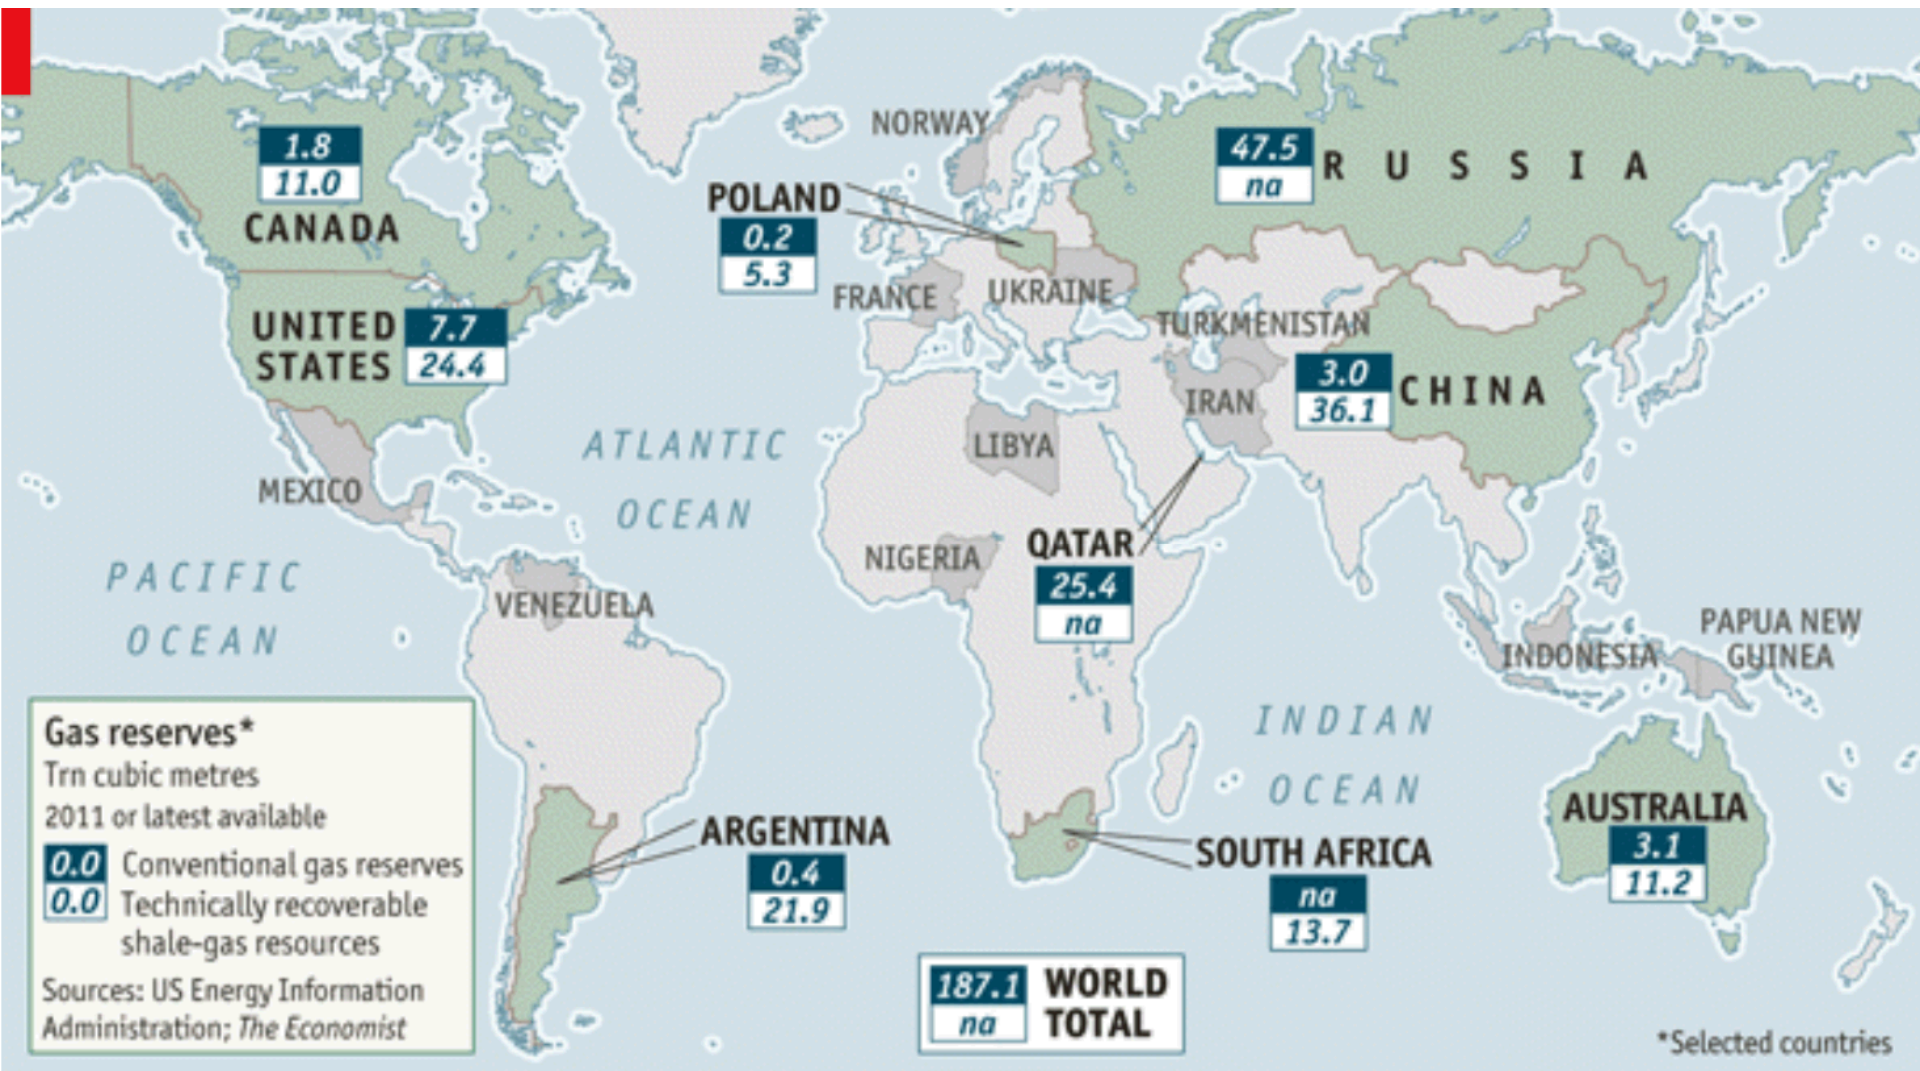 NORWAY
1.8
11.0
CANADA
47.5
na
RUSSIA
POLAND
0.2
5.3
FRANCE
UKRAINE
UNITED
STATES
7.7
24.4
TURKMENISTAN
3.0
36.1
CHINA
IRAN
ATLANTIC
OCEAN
LIBYA
MEXICO
NIGERIA
QATAR
25.4
na
PACIFIC
OCEAN
VENEZUELA
PAPUA NEW
GUINEA
INDONESIA
INDIAN
OCEAN
Gas reserves*
Trn cubic metres
2011 or latest available
0.0 Conventional gas reserves
0.0 Technically recoverable
shale-gas resources
Sources: US Energy Information
Administration; The Economist
ARGENTINA
0.4
21.9
SOUTH AFRICA
na
13.7
AUSTRALIA
3.1
11.2
187.1
na
WORLD
TOTAL
*Selected countries